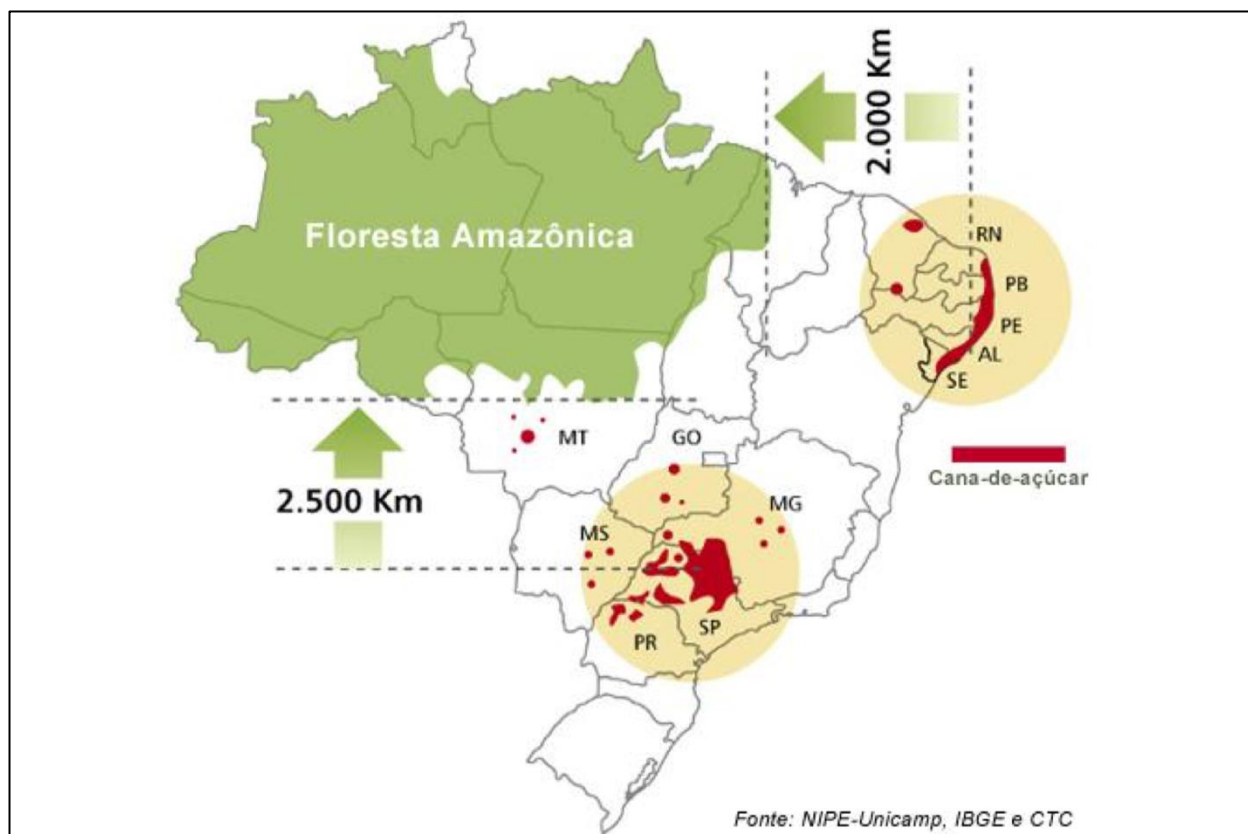 2.000 Km
Floresta Amazônica
RN
PB
PE
AL
SE
MT
GO
Cana-de-açúcar
2.500 Km
MS
MG
SP
PR
Fonte: NIPE-Unicamp, IBGE e CTC